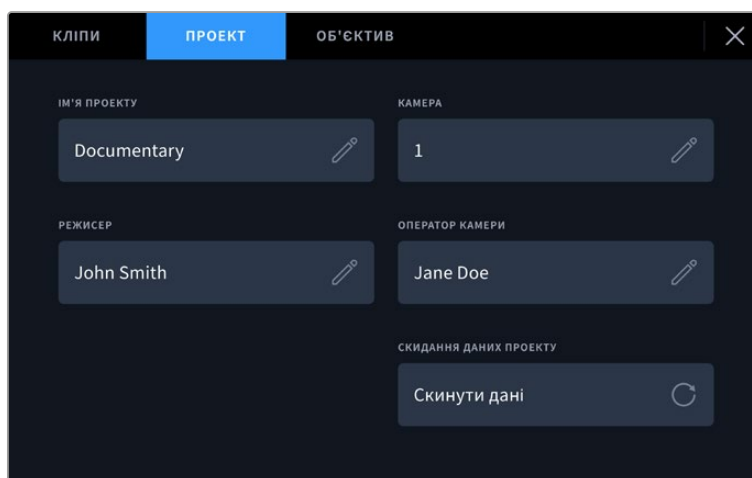 КЛІПИ
ПРОЕКТ
ОБ'ЄКТИВ
ІМ'Я ПРОЕКТУ
КАМЕРА
Documentary
1
РЕЖИСЕР
ОПЕРАТОР КАМЕРИ
John Smith
Jane Doe
СКИДАННЯ ДАНИХ ПРОЕКТУ
Скинути дані